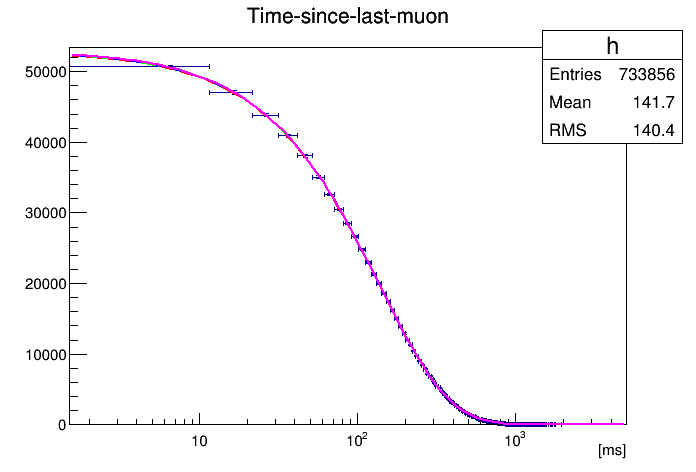 Time-since-last-muon
h
Entries 733856
Mean 141.7
RMS 140.4
50000
40000
30000
20000
10000
0
10 10² 10³
[ms]